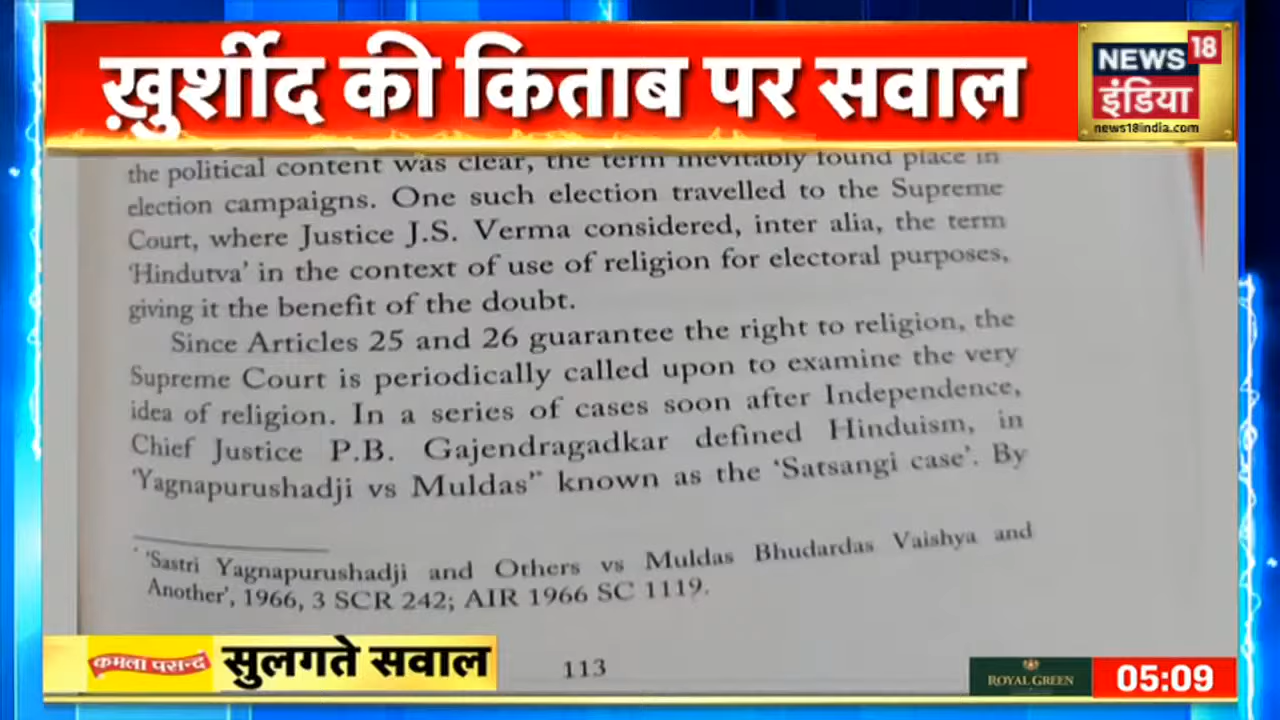 ख़ुर्शीद की किताब पर सवाल
NEWS 18
इंडिया
news18india.com
the political content was clear, the term inevitably found place in
election campaigns. One such election travelled to the Supreme
Court, where Justice J.S. Verma considered, inter alia, the term
'Hindutva' in the context of use of religion for electoral purposes,
giving it the benefit of the doubt.
Since Articles 25 and 26 guarantee the right to religion, the
Supreme Court is periodically called upon to examine the very
idea of religion. In a series of cases soon after Independence,
Chief Justice P.B. Gajendragadkar defined Hinduism, in
'Yagnapurushadji vs Muldas'* known as the 'Satsangi case'. By
* 'Sastri Yagnapurushadji and Others vs Muldas Bhudardas Vaishya and
Another', 1966, 3 SCR 242; AIR 1966 SC 1119.
113
कमला पसन्द
सुलगते सवाल
ROYAL GREEN
05:09